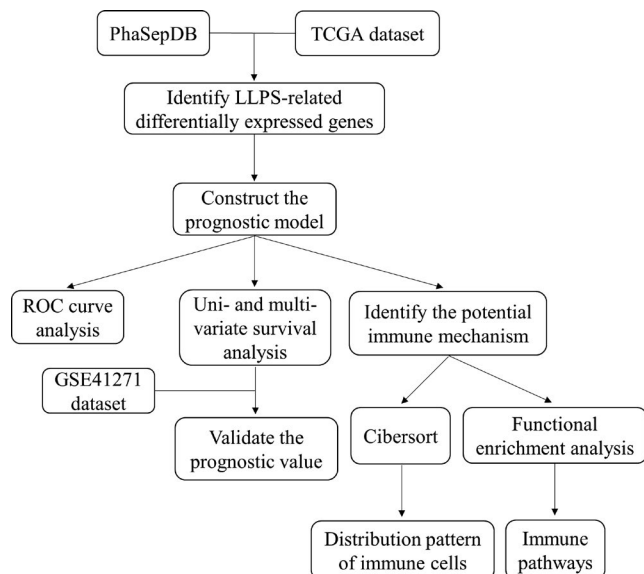 PhaSepDB
TCGA dataset
Identify LLPS-related
differentially expressed genes
Construct the
prognostic model
ROC curve
analysis
Uni- and multi-
variate survival
analysis
Identify the potential
immune mechanism
GSE41271
dataset
Validate the
prognostic value
Cibersort
Functional
enrichment analysis
Distribution pattern
of immune cells
Immune
pathways